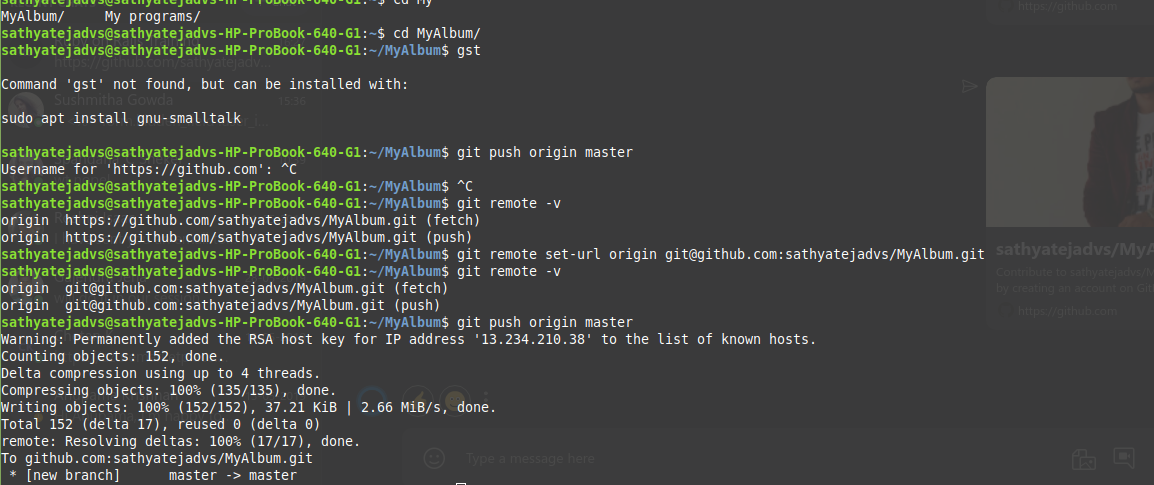 MyAlbum/     My programs/
sathyatejadvs@sathyatejadvs-HP-ProBook-640-G1:~$ cd MyAlbum/
sathyatejadvs@sathyatejadvs-HP-ProBook-640-G1:~/MyAlbum$ gst
Command 'gst' not found, but can be installed with:
sudo apt install gnu-smalltalk
sathyatejadvs@sathyatejadvs-HP-ProBook-640-G1:~/MyAlbum$ git push origin master
Username for 'https://github.com': ^C
sathyatejadvs@sathyatejadvs-HP-ProBook-640-G1:~/MyAlbum$ ^C
sathyatejadvs@sathyatejadvs-HP-ProBook-640-G1:~/MyAlbum$ git remote -v
origin  https://github.com/sathyatejadvs/MyAlbum.git (fetch)
origin  https://github.com/sathyatejadvs/MyAlbum.git (push)
sathyatejadvs@sathyatejadvs-HP-ProBook-640-G1:~/MyAlbum$ git remote set-url origin git@github.com:sathyatejadvs/MyAlbum.git
sathyatejadvs@sathyatejadvs-HP-ProBook-640-G1:~/MyAlbum$ git remote -v
origin  git@github.com:sathyatejadvs/MyAlbum.git (fetch)
origin  git@github.com:sathyatejadvs/MyAlbum.git (push)
sathyatejadvs@sathyatejadvs-HP-ProBook-640-G1:~/MyAlbum$ git push origin master
Warning: Permanently added the RSA host key for IP address '13.234.210.38' to the list of known hosts.
Counting objects: 152, done.
Delta compression using up to 4 threads.
Compressing objects: 100% (135/135), done.
Writing objects: 100% (152/152), 37.21 KiB | 2.66 MiB/s, done.
Total 152 (delta 17), reused 0 (delta 0)
remote: Resolving deltas: 100% (17/17), done.
To github.com:sathyatejadvs/MyAlbum.git
 * [new branch]      master -> master
https://github.com
https://github.com/sathyatejadv...
Sushmitha Gowda
15:36
sathyatejadvs/MyA
Contribute to sathyatejadvs/
by creating an account on Git
https://github.com
Type a message here